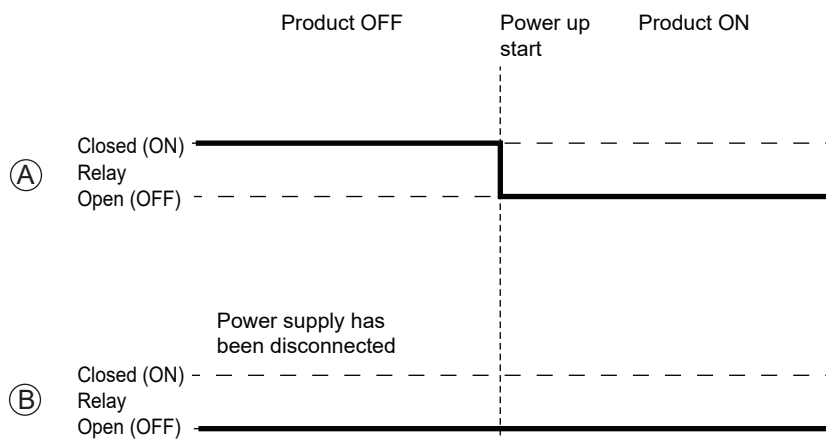 Product OFF
Power up
start
Product ON
Closed (ON)
A
Relay
Open (OFF)
Power supply has
been disconnected
Closed (ON)
B
Relay
Open (OFF)